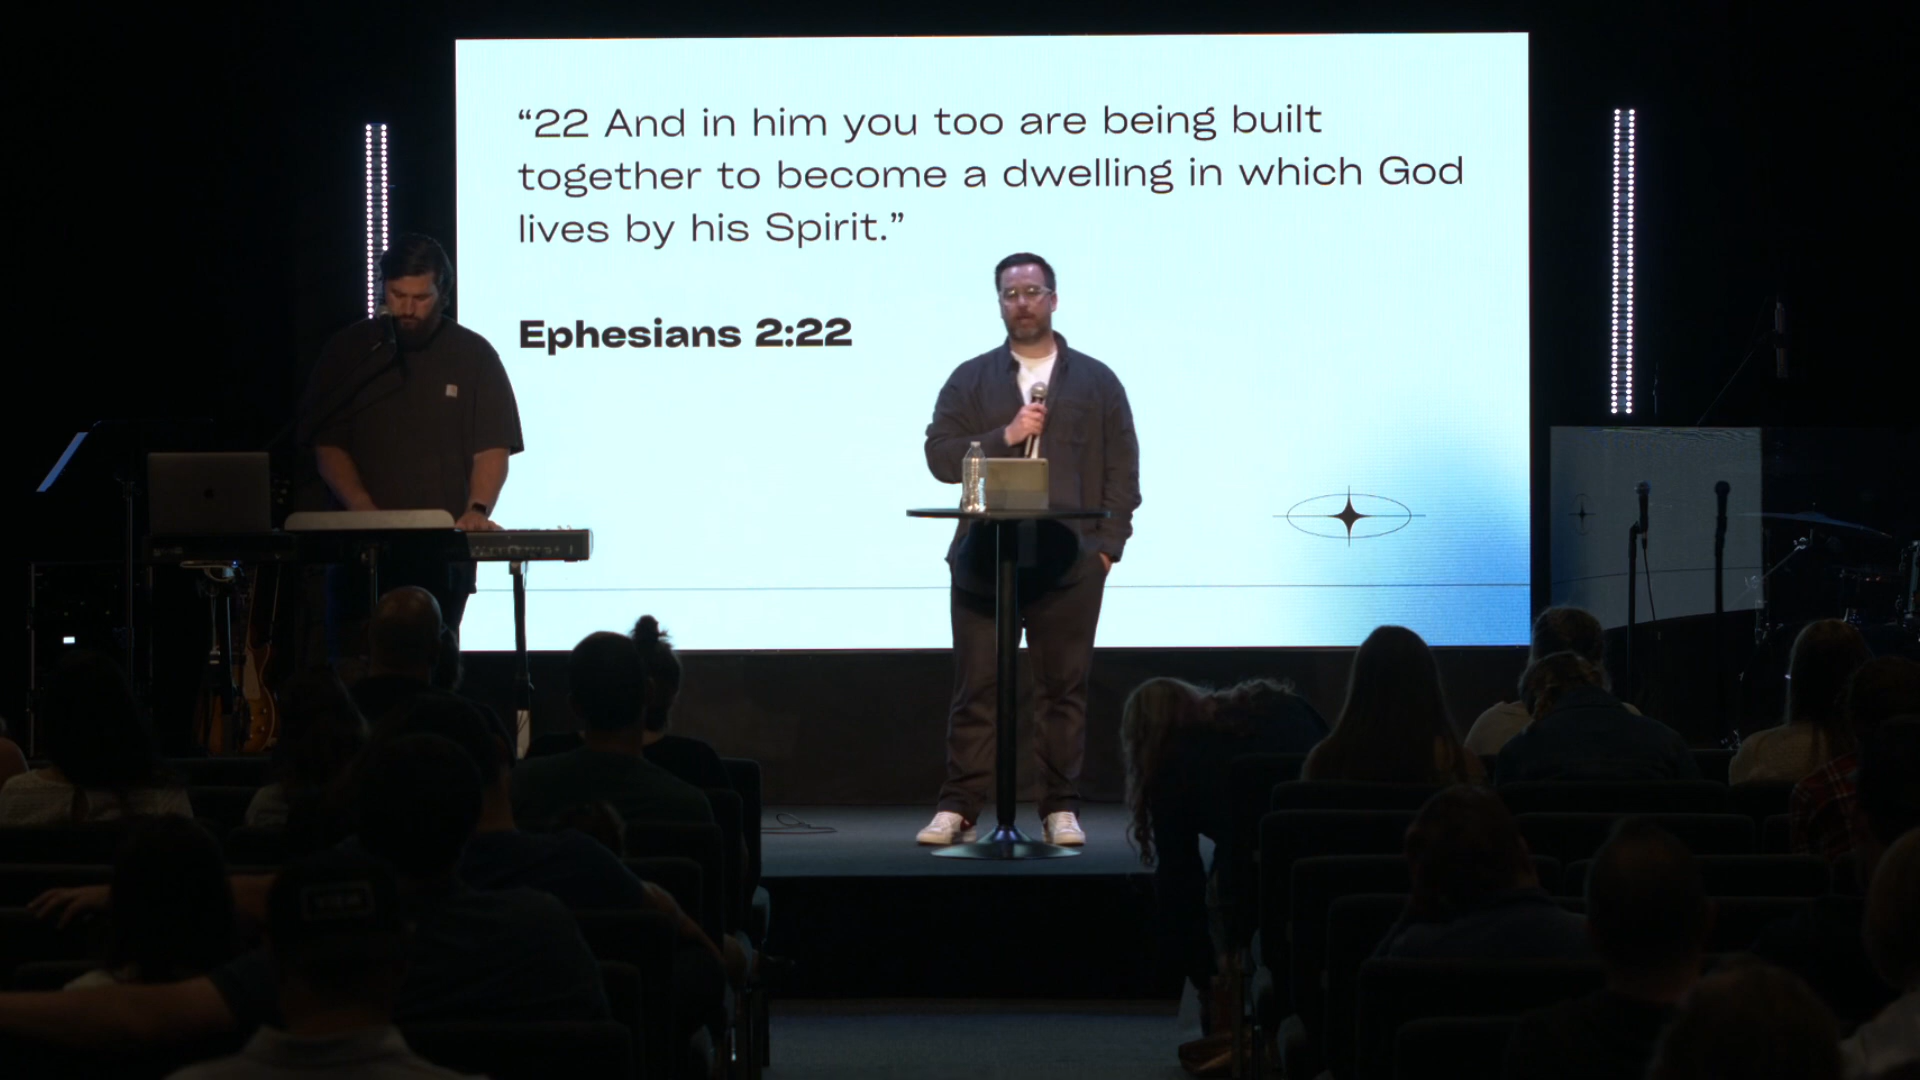 “22 And in him you too are being built
together to become a dwelling in which God
lives by his Spirit.”
Ephesians 2:22